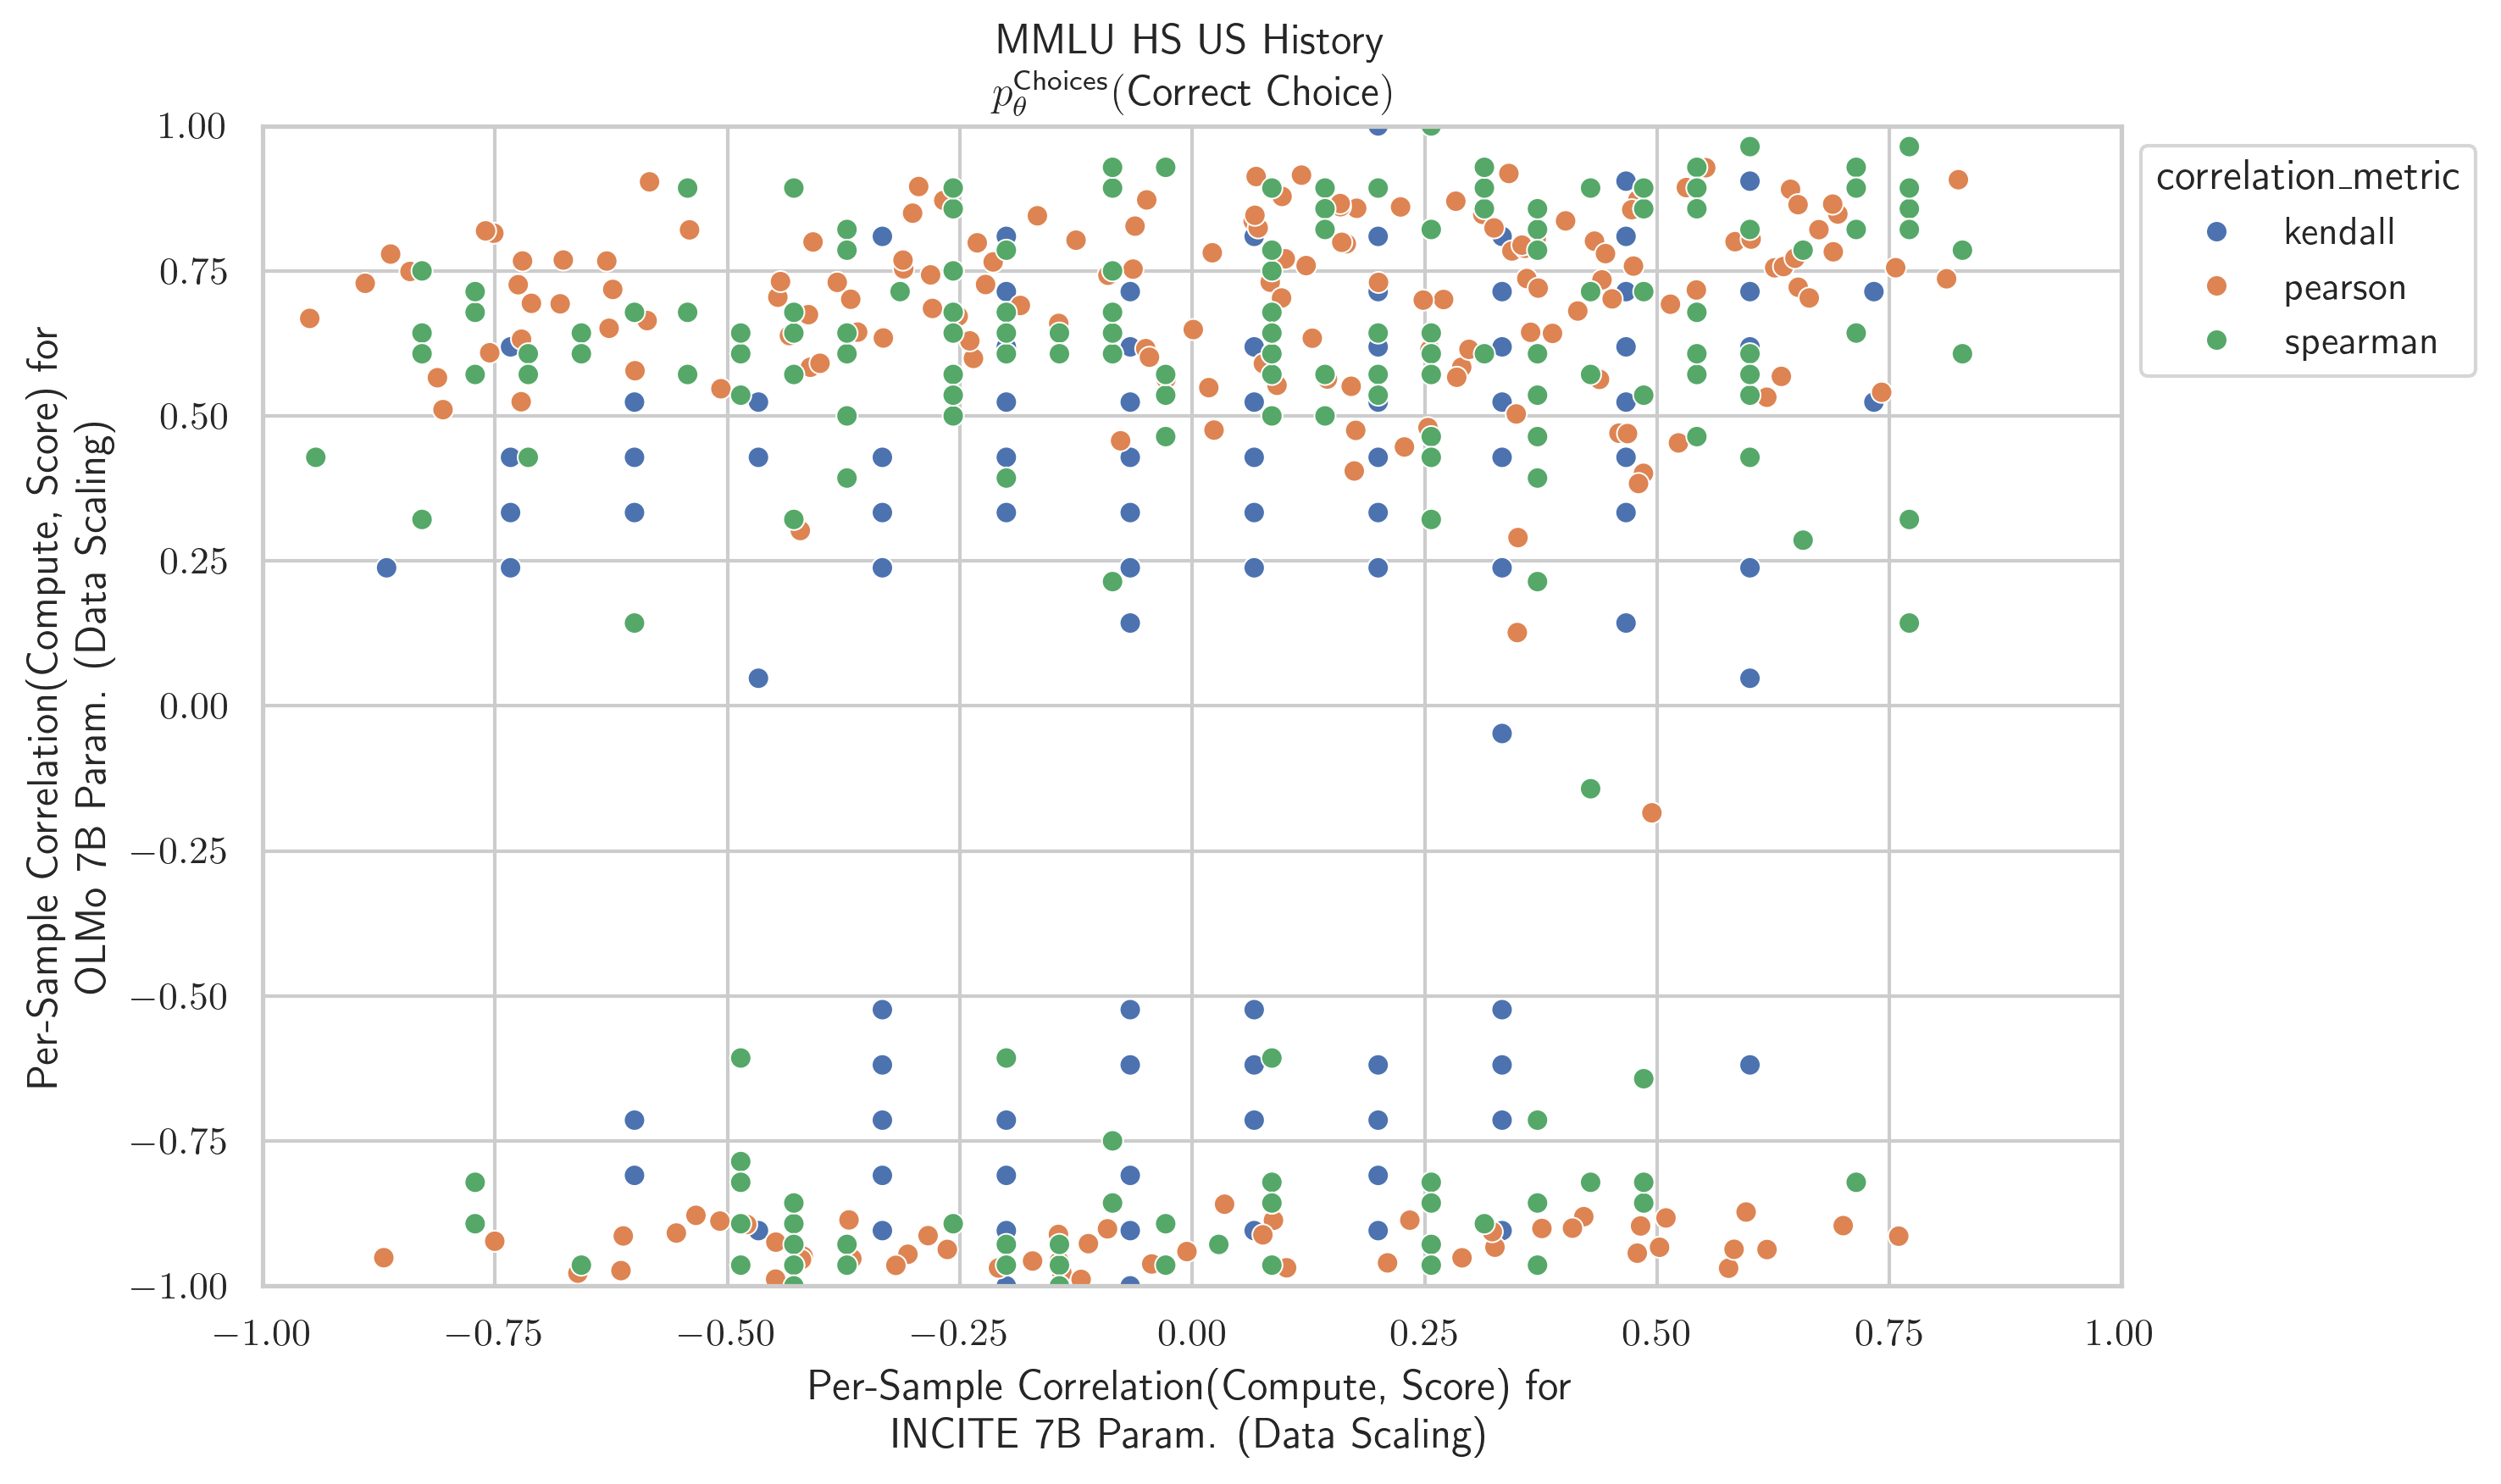 MMLU HS US History
pθ^Choices(Correct Choice)
1.00
0.75
0.50
0.25
0.00
−0.25
−0.50
−0.75
−1.00
Per-Sample Correlation(Compute, Score) for
OLMo 7B Param. (Data Scaling)
−1.00
−0.75
−0.50
−0.25
0.00
0.25
0.50
0.75
1.00
Per-Sample Correlation(Compute, Score) for
INCITE 7B Param. (Data Scaling)
correlation_metric
kendall
pearson
spearman